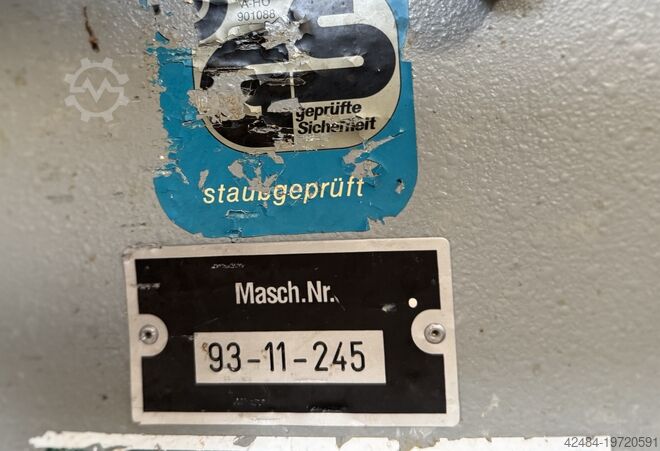 A-HO
901088
geprüfte
Sicherheit
staubgeprüft
Masch.Nr.
93-11-245
42484-19720591